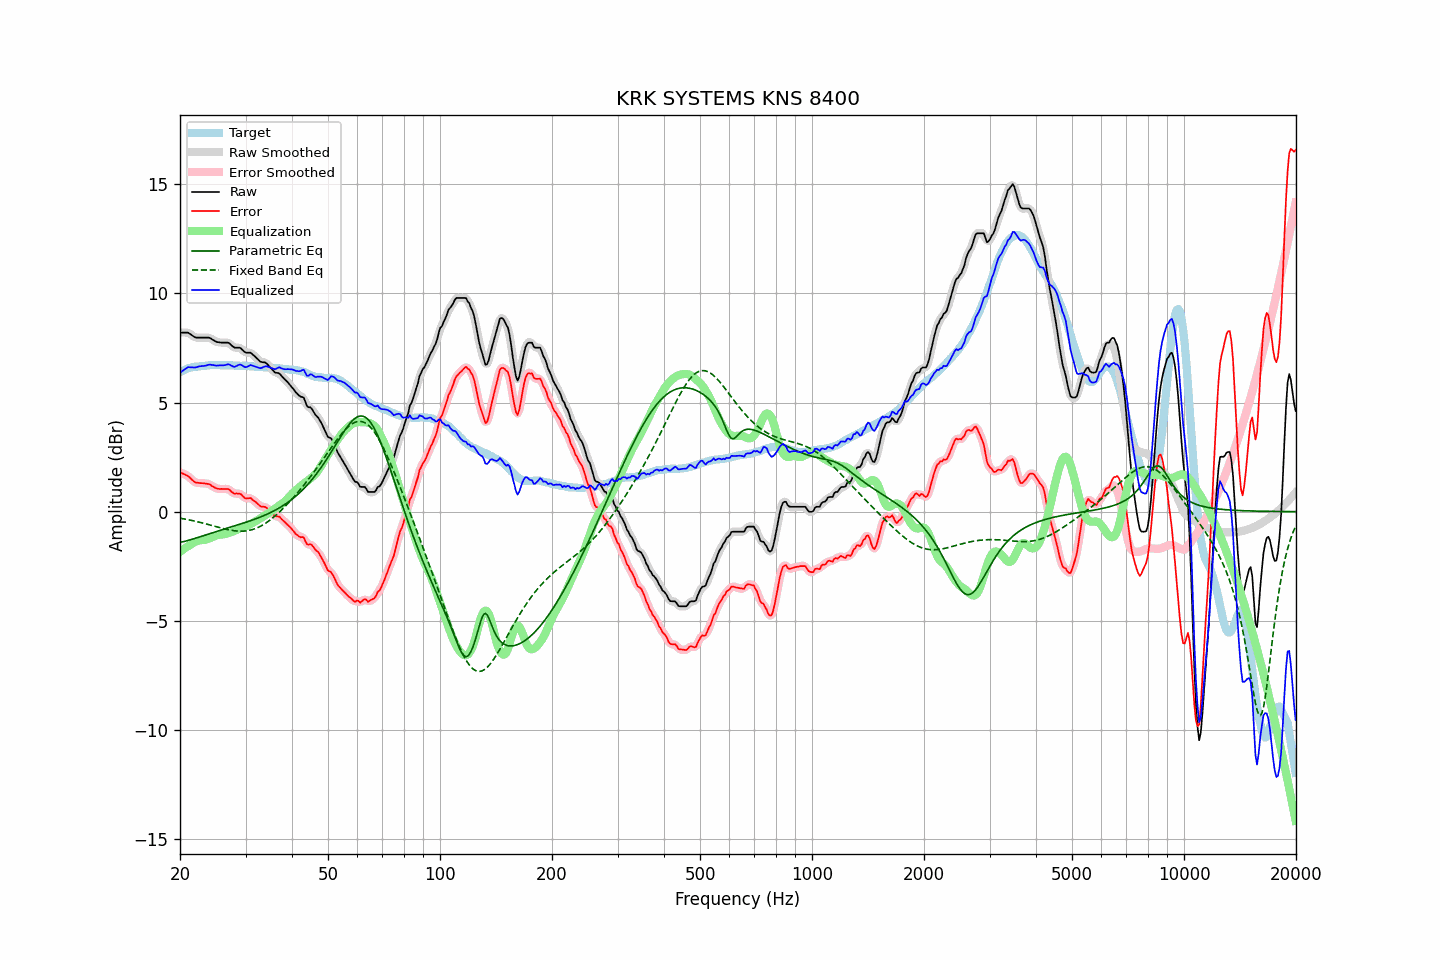 KRK SYSTEMS KNS 8400
Target
Raw Smoothed
Error Smoothed
Raw
Error
Equalization
Parametric Eq
Fixed Band Eq
Equalized
Amplitude (dBr)
15
10
5
0
−5
−10
−15
20 50 100 200 500 1000 2000 5000 10000 20000
Frequency (Hz)